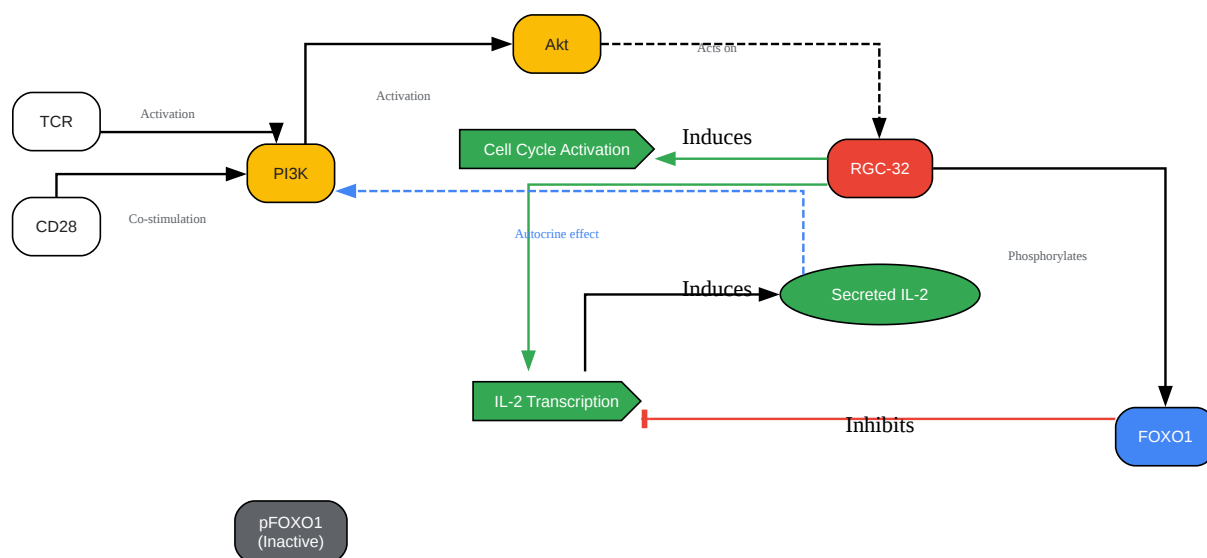 Akt
Acts on
Activation
TCR
Activation
Induces
Cell Cycle Activation
RGC-32
PI3K
Co-stimulation
CD28
Autocrine effect
Phosphorylates
Induces
Secreted IL-2
IL-2 Transcription
Inhibits
FOXO1
pFOXO1
(Inactive)